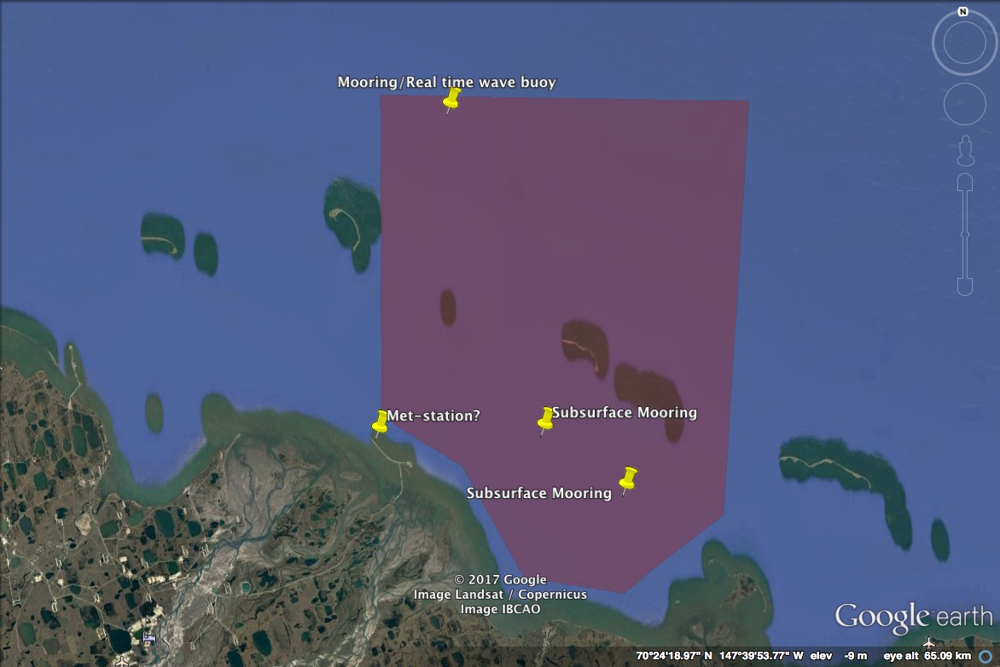 N
Mooring/Real time wave buoy
Met-station?
Subsurface Mooring
Subsurface Mooring
© 2017 Google
Image Landsat / Copernicus
Image IBCAO
Google earth
70°24'18.97" N 147°39'53.77" W elev -9 m eye alt 65.09 km